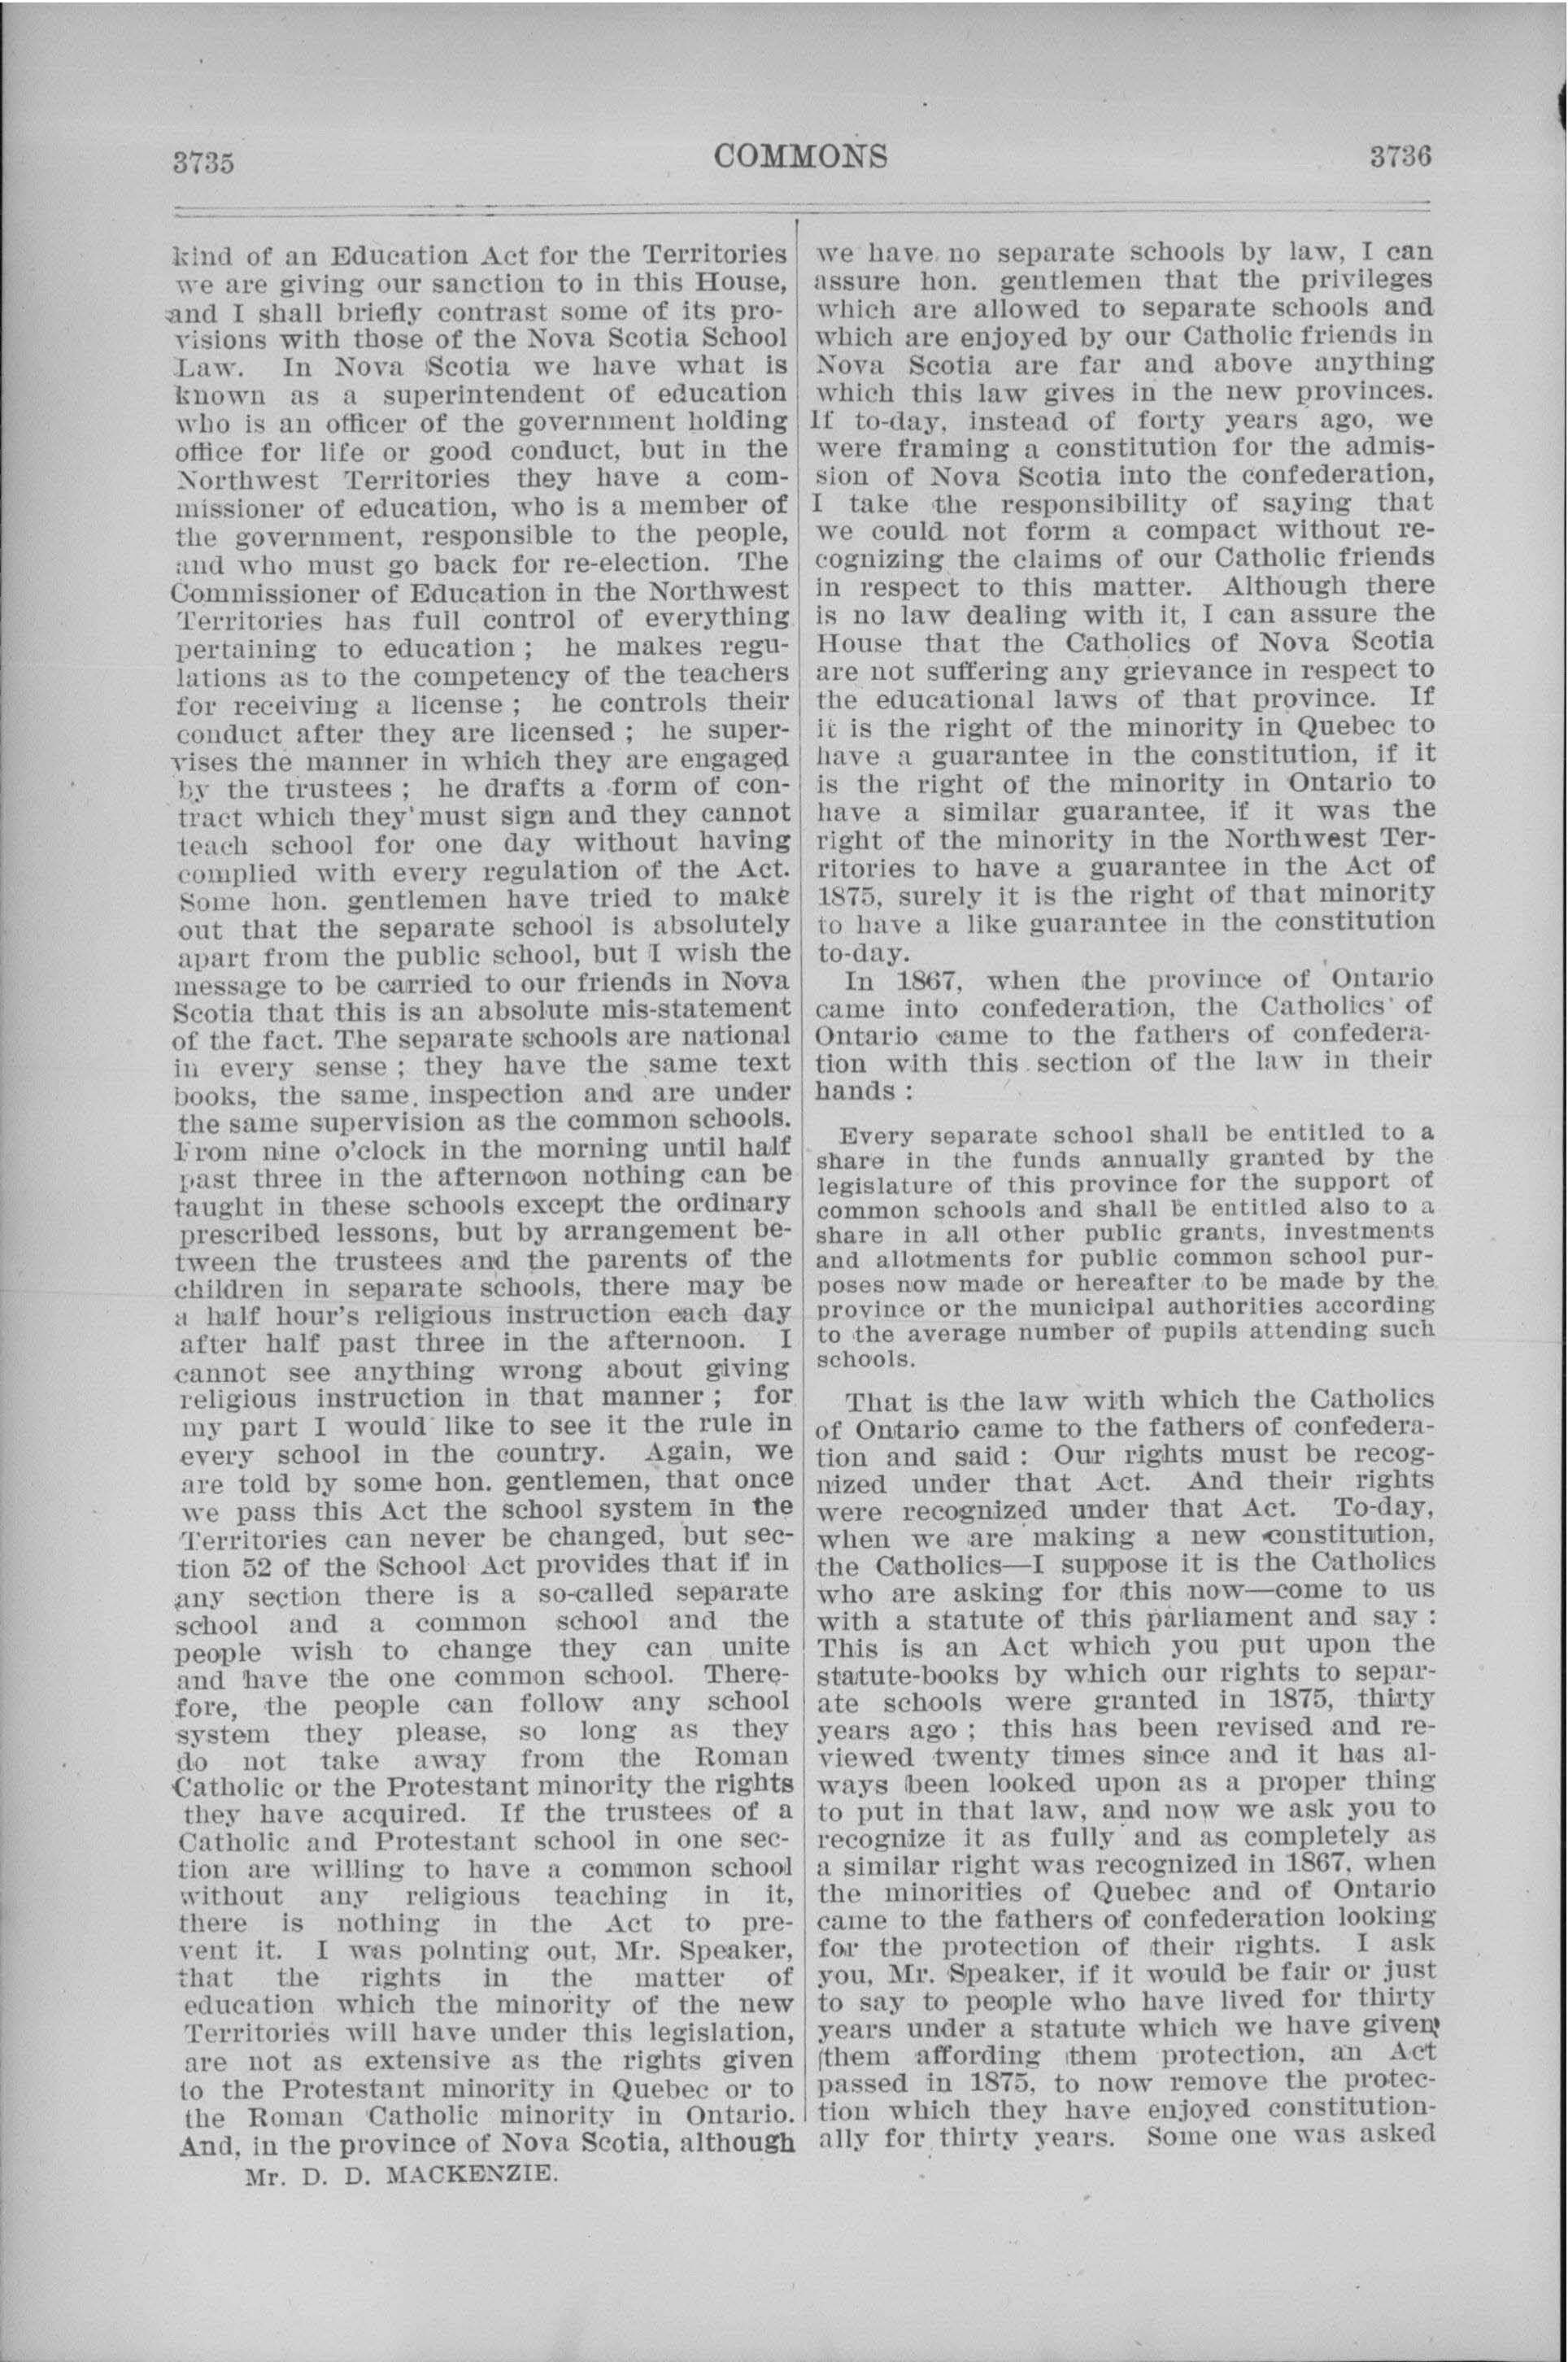 3735
COMMONS
3736
kind of an Education Act for the Territories
we are giving our sanction to in this House,
and I shall briefly contrast some of its pro-
visions with those of the Nova Scotia School
Law. In Nova Scotia we have what is
known as a superintendent of education
who is an officer of the government holding
office for life or good conduct, but in the
Northwest Territories they have a com-
missioner of education, who is a member of
the government, responsible to the people,
and who must go back for re-election. The
Commissioner of Education in the Northwest
Territories has full control of everything
pertaining to education ; he makes regu-
lations as to the competency of the teachers
for receiving a license ; he controls their
conduct after they are licensed ; he super-
vises the manner in which they are engaged
by the trustees ; he drafts a form of con-
tract which they must sign and they cannot
teach school for one day without having
complied with every regulation of the Act.
Some hon. gentlemen have tried to make
out that the separate school is absolutely
apart from the public school, but I wish the
message to be carried to our friends in Nova
Scotia that this is an absolute mis-statement
of the fact. The separate schools are national
in every sense ; they have the same text
books, the same inspection and are under
the same supervision as the common schools.
From nine o'clock in the morning until half
past three in the afternoon nothing can be
taught in these schools except the ordinary
prescribed lessons, but by arrangement be-
tween the trustees and the parents of the
children in separate schools, there may be
a half hour's religious instruction each day
after half past three in the afternoon. I
cannot see anything wrong about giving
religious instruction in that manner ; for
my part I would like to see it the rule in
every school in the country. Again, we
are told by some hon. gentlemen, that once
we pass this Act the school system in the
Territories can never be changed, but sec-
tion 52 of the School Act provides that if in
any section there is a so-called separate
school and a common school and the
people wish to change they can unite
and have the one common school. There-
fore, the people can follow any school
system they please, so long as they
do not take away from the Roman
Catholic or the Protestant minority the rights
they have acquired. If the trustees of a
Catholic and Protestant school in one sec-
tion are willing to have a common school
without any religious teaching in it,
there is nothing in the Act to pre-
vent it. I was pointing out, Mr. Speaker,
that the rights in the matter of
education which the minority of the new
Territories will have under this legislation,
are not as extensive as the rights given
to the Protestant minority in Quebec or to
the Roman Catholic minority in Ontario.
And, in the province of Nova Scotia, although
Mr. D. D. MACKENZIE.
we have no separate schools by law, I can
assure hon. gentlemen that the privileges
which are allowed to separate schools and
which are enjoyed by our Catholic friends in
Nova Scotia are far and above anything
which this law gives in the new provinces.
If to-day, instead of forty years ago, we
were framing a constitution for the admis-
sion of Nova Scotia into the confederation,
I take the responsibility of saying that
we could not form a compact without re-
cognizing the claims of our Catholic friends
in respect to this matter. Although there
is no law dealing with it, I can assure the
House that the Catholics of Nova Scotia
are not suffering any grievance in respect to
the educational laws of that province. If
it is the right of the minority in Quebec to
have a guarantee in the constitution, if it
is the right of the minority in Ontario to
have a similar guarantee, if it was the
right of the minority in the Northwest Ter-
ritories to have a guarantee in the Act of
1875, surely it is the right of that minority
to have a like guarantee in the constitution
to-day.
In 1867, when the province of Ontario
came into confederation, the Catholics of
Ontario came to the fathers of confedera-
tion with this section of the law in their
hands :
Every separate school shall be entitled to a
share in the funds annually granted by the
legislature of this province for the support of
common schools and shall be entitled also to a
share in all other public grants, investments
and allotments for public common school pur-
poses now made or hereafter to be made by the
province or the municipal authorities according
to the average number of pupils attending such
schools.
That is the law with which the Catholics
of Ontario came to the fathers of confedera-
tion and said : Our rights must be recog-
nized under that Act. And their rights
were recognized under that Act. To-day,
when we are making a new constitution,
the Catholics—I suppose it is the Catholics
who are asking for this now—come to us
with a statute of this parliament and say :
This is an Act which you put upon the
statute-books by which our rights to separ-
ate schools were granted in 1875, thirty
years ago ; this has been revised and re-
viewed twenty times since and it has al-
ways been looked upon as a proper thing
to put in that law, and now we ask you to
recognize it as fully and as completely as
a similar right was recognized in 1867, when
the minorities of Quebec and of Ontario
came to the fathers of confederation looking
for the protection of their rights. I ask
you, Mr. Speaker, if it would be fair or just
to say to people who have lived for thirty
years under a statute which we have given
them affording them protection, an Act
passed in 1875, to now remove the protec-
tion which they have enjoyed constitution-
ally for thirty years. Some one was asked